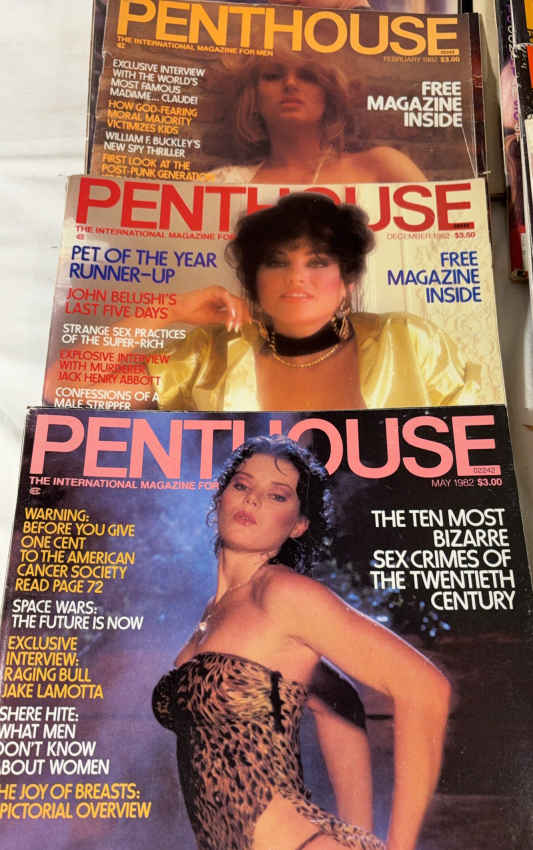 PENTHOUSE
THE INTERNATIONAL MAGAZINE FOR MEN
FEBRUARY 1982 $3.00
EXCLUSIVE INTERVIEW
WITH THE WORLD'S
MOST FAMOUS
MADAME... CLAUDE!
HOW GOD-FEARING
MORAL MAJORITY
VICTIMIZES KIDS
WILLIAM F. BUCKLEY'S
NEW SPY THRILLER
FIRST LOOK AT THE
POST-PUNK GENERATION
FREE
MAGAZINE
INSIDE
PENTHOUSE
THE INTERNATIONAL MAGAZINE FOR
DECEMBER 1982 $3.50
PET OF THE YEAR
RUNNER-UP
JOHN BELUSHI'S
LAST FIVE DAYS
STRANGE SEX PRACTICES
OF THE SUPER-RICH
EXPLOSIVE INTERVIEW
WITH MURDERER
JACK HENRY ABBOTT
CONFESSIONS OF A
MALE STRIPPER
FREE
MAGAZINE
INSIDE
PENTHOUSE
THE INTERNATIONAL MAGAZINE FOR
02242
MAY 1982 $3.00
WARNING:
BEFORE YOU GIVE
ONE CENT
TO THE AMERICAN
CANCER SOCIETY
READ PAGE 72
SPACE WARS:
THE FUTURE IS NOW
EXCLUSIVE
INTERVIEW:
RAGING BULL
JAKE LAMOTTA
SHERE HITE:
WHAT MEN
DON'T KNOW
ABOUT WOMEN
THE JOY OF BREASTS:
PICTORIAL OVERVIEW
THE TEN MOST
BIZARRE
SEX CRIMES OF
THE TWENTIETH
CENTURY